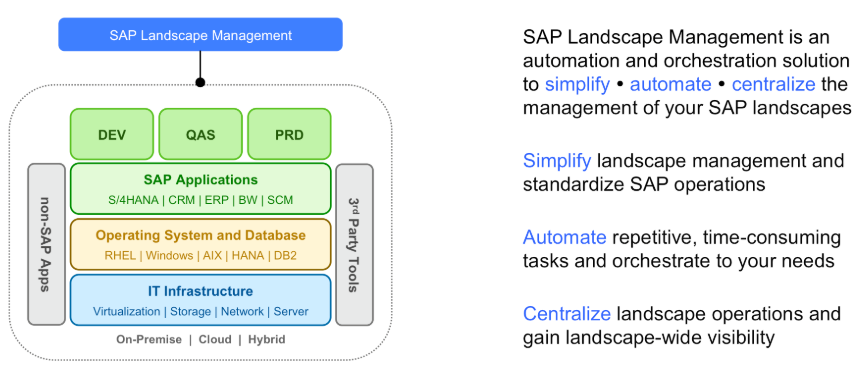 SAP Landscape Management
DEV
QAS
PRD
SAP Applications
S/4HANA | CRM | ERP | BW | SCM
Operating System and Database
RHEL | Windows | AIX | HANA | DB2
IT Infrastructure
Virtualization | Storage | Network | Server
On-Premise | Cloud | Hybrid
non-SAP Apps
3rd Party Tools
SAP Landscape Management is an
automation and orchestration solution
to simplify • automate • centralize the
management of your SAP landscapes
Simplify landscape management and
standardize SAP operations
Automate repetitive, time-consuming
tasks and orchestrate to your needs
Centralize landscape operations and
gain landscape-wide visibility